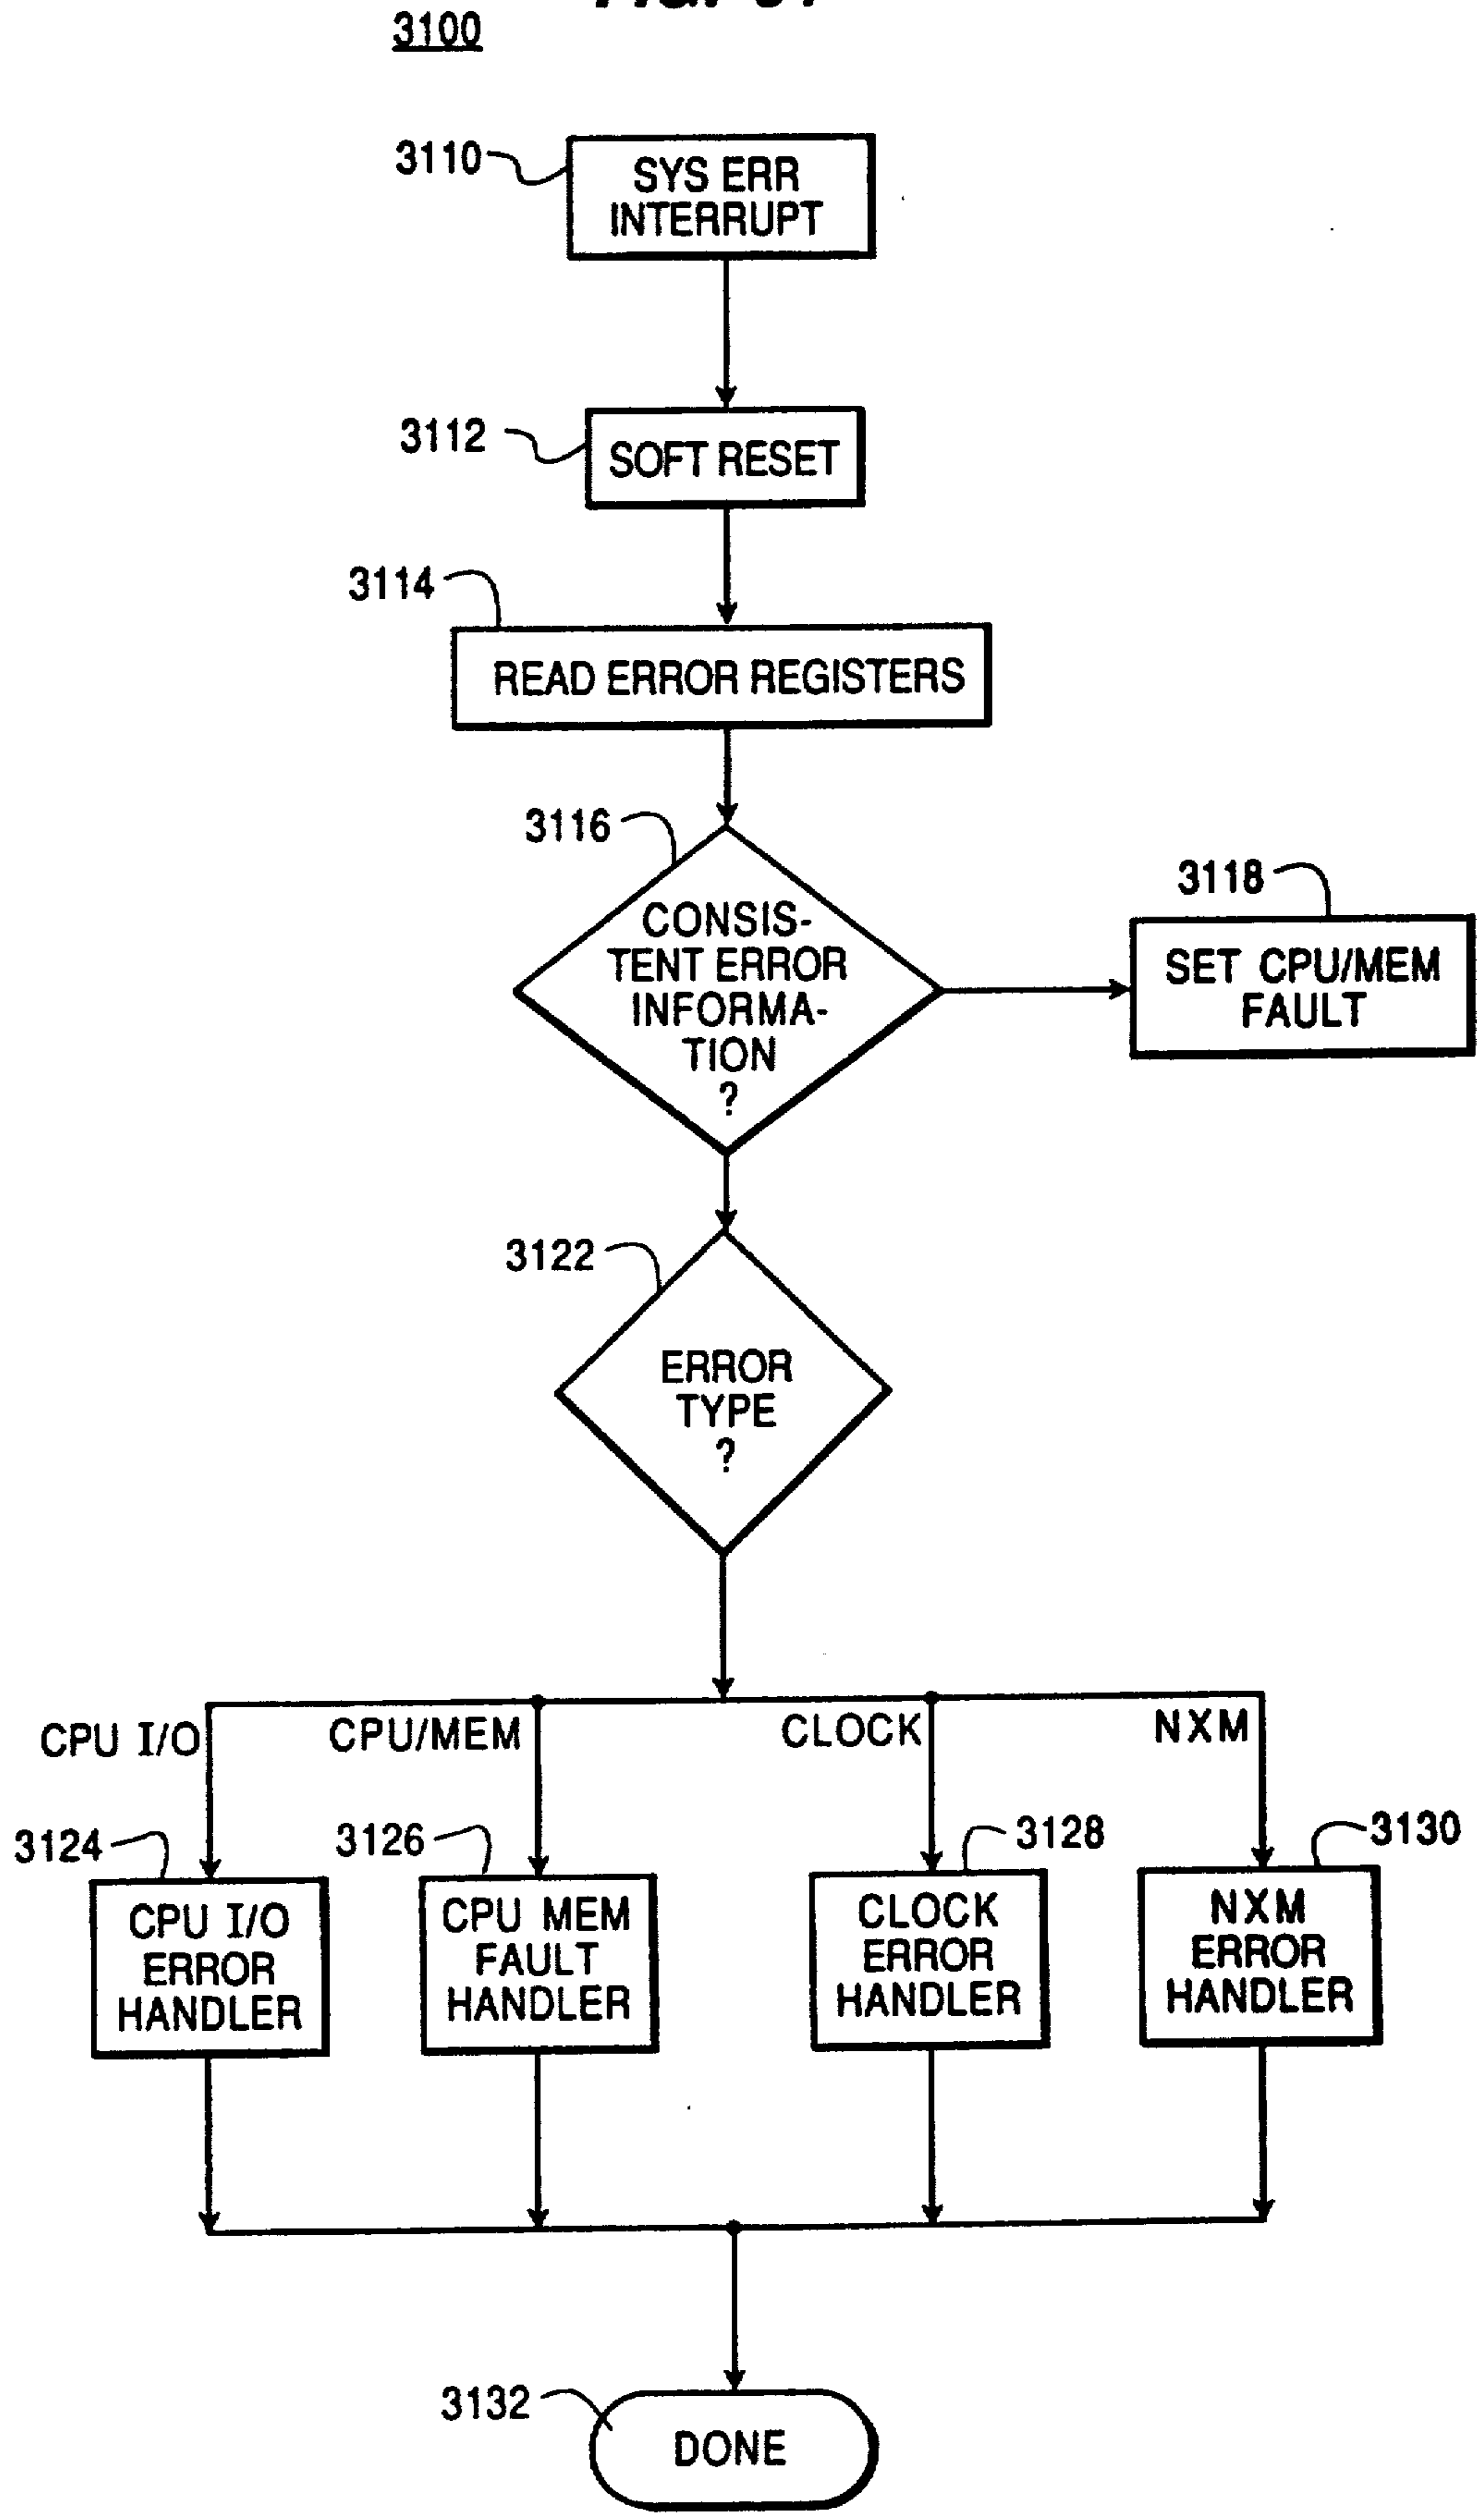 3100
3110
SYS ERR
INTERRUPT
3112
SOFT RESET
3114
READ ERROR REGISTERS
3116
CONSIS-
TENT ERROR
INFORMA-
TION
?
3118
SET CPU/MEM
FAULT
3122
ERROR
TYPE
?
CPU I/O
CPU/MEM
CLOCK
NXM
3124
3126
3128
3130
CPU I/O
ERROR
HANDLER
CPU MEM
FAULT
HANDLER
CLOCK
ERROR
HANDLER
NXM
ERROR
HANDLER
3132
DONE